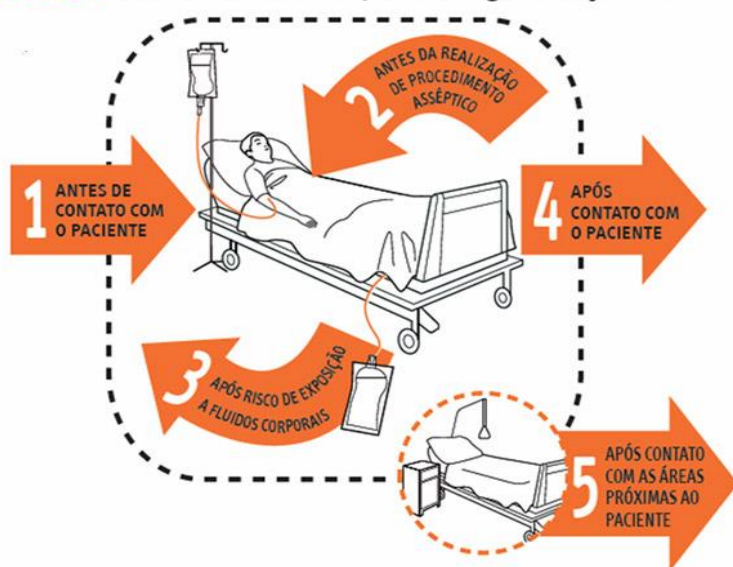 1 ANTES DE
CONTATO COM
O PACIENTE
2 ANTES DA REALIZAÇÃO
DE PROCEDIMENTO
ASSÉPTICO
3 APÓS RISCO DE EXPOSIÇÃO
A FLUIDOS CORPORAIS
4 APÓS
CONTATO COM
O PACIENTE
5 APÓS CONTATO
COM AS ÁREAS
PRÓXIMAS AO
PACIENTE